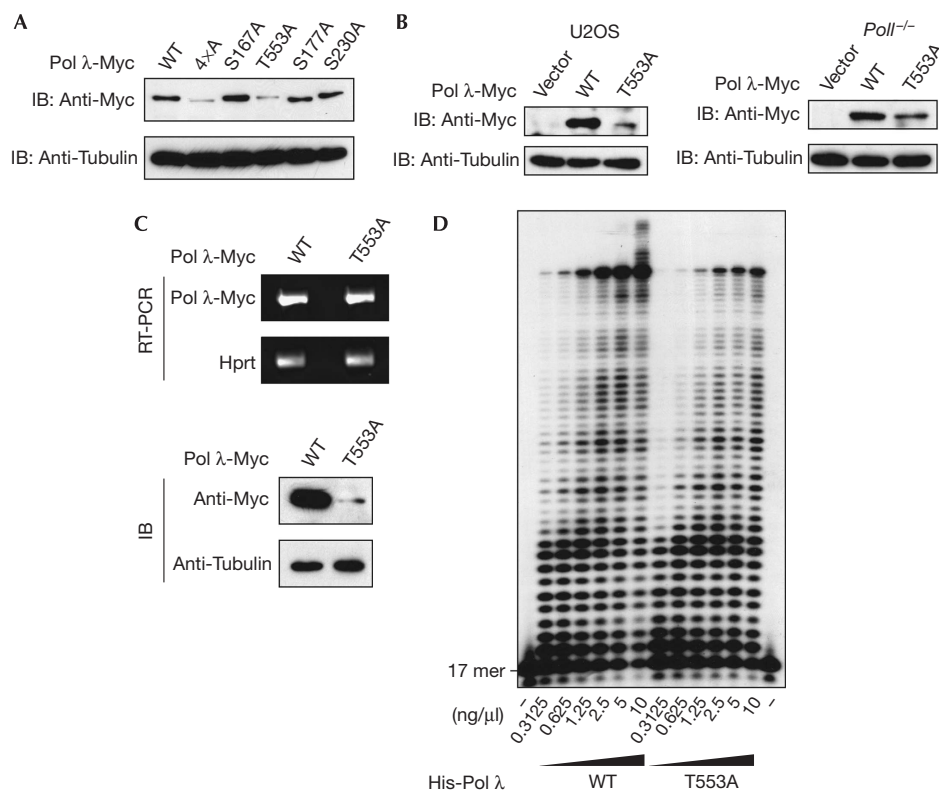 A
Pol λ-Myc WT 4×A S167A T553A S177A S230A
IB: Anti-Myc
IB: Anti-Tubulin
B
U2OS
Pol λ-Myc Vector WT T553A
IB: Anti-Myc
IB: Anti-Tubulin
Poll–/–
Pol λ-Myc Vector WT T553A
IB: Anti-Myc
IB: Anti-Tubulin
C
Pol λ-Myc WT T553A
RT-PCR
Pol λ-Myc
Hprt
Pol λ-Myc WT T553A
IB
Anti-Myc
Anti-Tubulin
D
17 mer
(ng/μl) – 0.3125 0.625 1.25 2.5 5 10 0.3125 0.625 1.25 2.5 5 10 –
His-Pol λ WT T553A